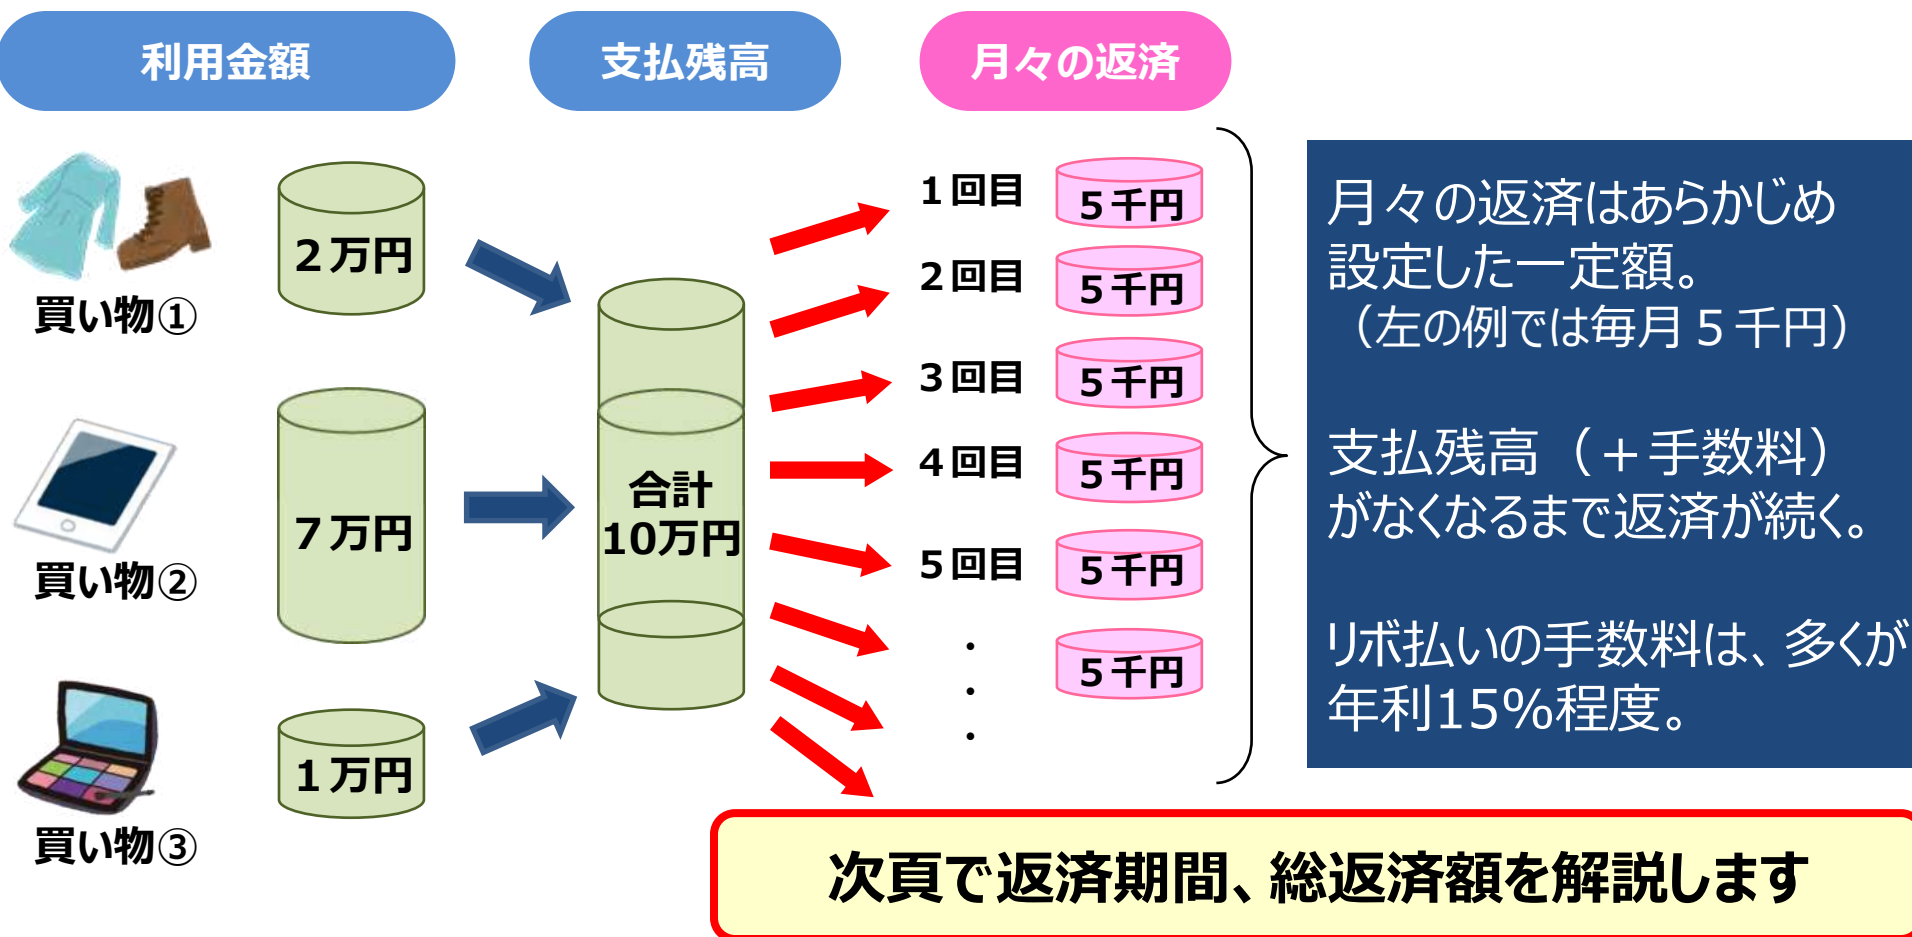 利用金額
支払残高
月々の返済
2万円
買い物①
7万円
買い物②
1万円
買い物③
合計
10万円
1回目
5千円
2回目
5千円
3回目
5千円
4回目
5千円
5回目
5千円
・
・
・
5千円
月々の返済はあらかじめ
設定した一定額。
（左の例では毎月５千円）
支払残高（＋手数料）
がなくなるまで返済が続く。
リボ払いの手数料は、多くが
年利15%程度。
次頁で返済期間、総返済額を解説します